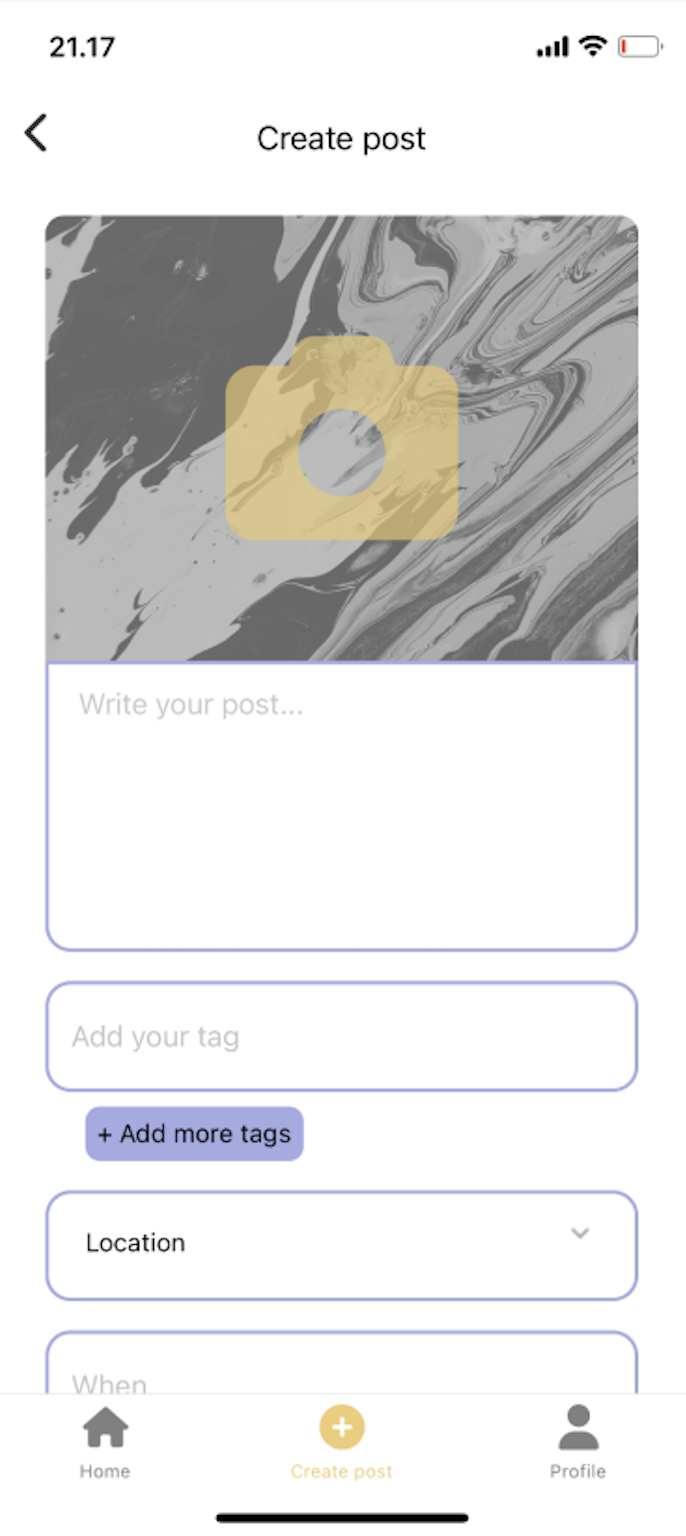 21.17
Create post
Write your post...
Add your tag
+ Add more tags
Location
When
Home
Create post
Profile